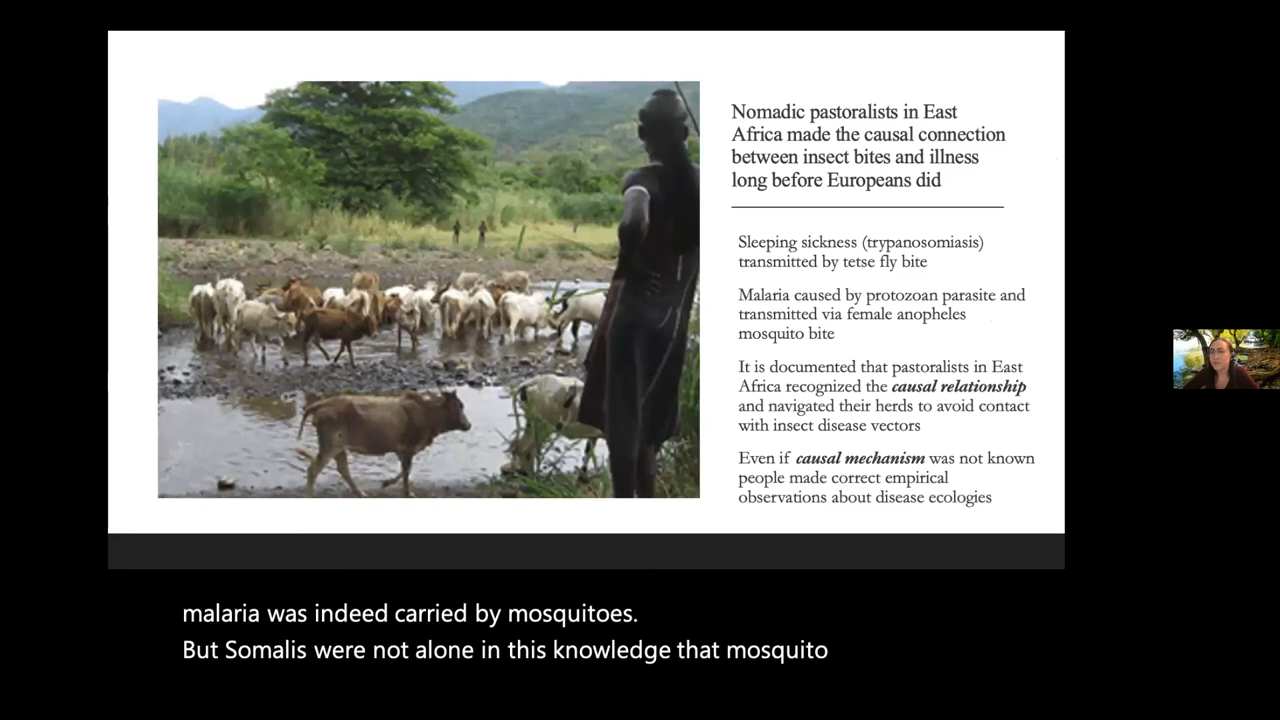 Nomadic pastoralists in East
Africa made the causal connection
between insect bites and illness
long before Europeans did
Sleeping sickness (trypanosomiasis)
transmitted by tetse fly bite
Malaria caused by protozoan parasite and
transmitted via female anopheles
mosquito bite
It is documented that pastoralists in East
Africa recognized the causal relationship
and navigated their herds to avoid contact
with insect disease vectors
Even if causal mechanism was not known
people made correct empirical
observations about disease ecologies
malaria was indeed carried by mosquitoes.
But Somalis were not alone in this knowledge that mosquito